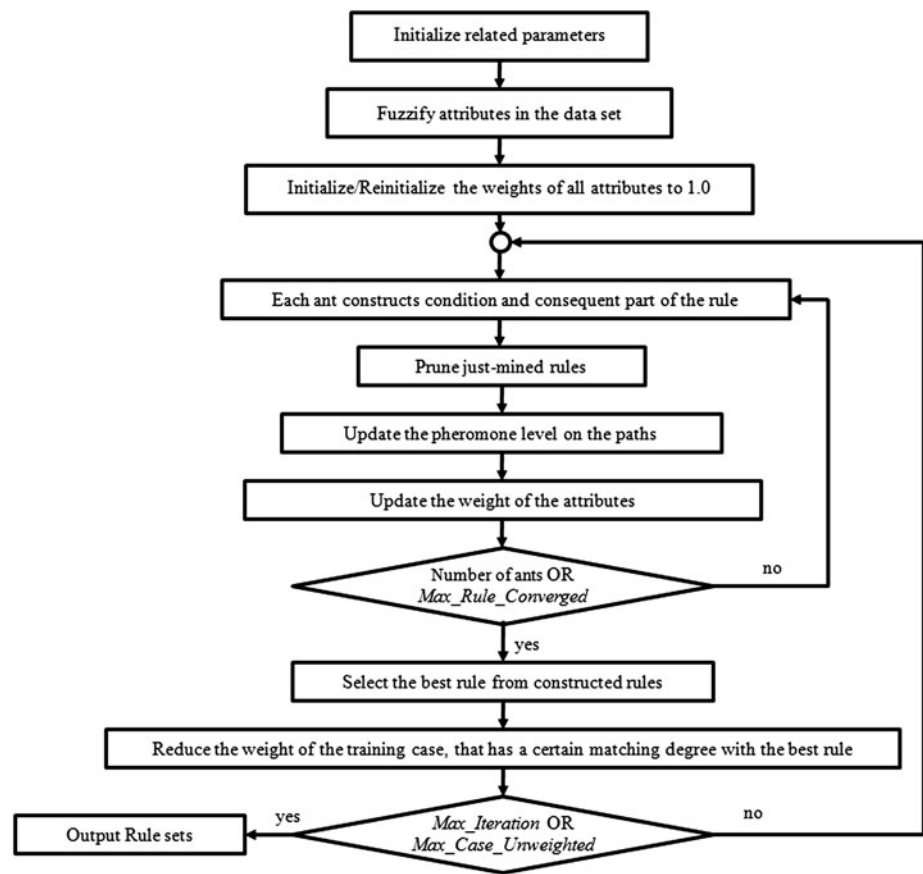 Initialize related parameters
Fuzzify attributes in the data set
Initialize/Reinitialize the weights of all attributes to 1.0
Each ant constructs condition and consequent part of the rule
Prune just-mined rules
Update the pheromone level on the paths
Update the weight of the attributes
Number of ants OR
Max_Rule_Converged
no
yes
Select the best rule from constructed rules
Reduce the weight of the training case, that has a certain matching degree with the best rule
Max_Iteration OR
Max_Case_Unweighted
no
yes
Output Rule sets